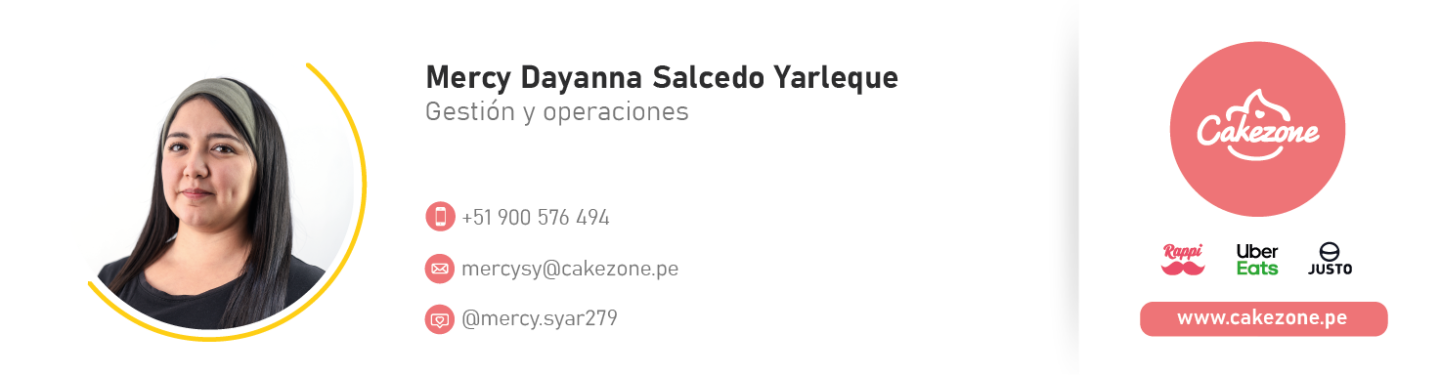 Mercy Dayanna Salcedo Yarleque
Gestión y operaciones
+51 900 576 494
mercysy@cakezone.pe
@mercy.syar279
Cakezone
Rappi
Uber
Eats
JUSTO
www.cakezone.pe